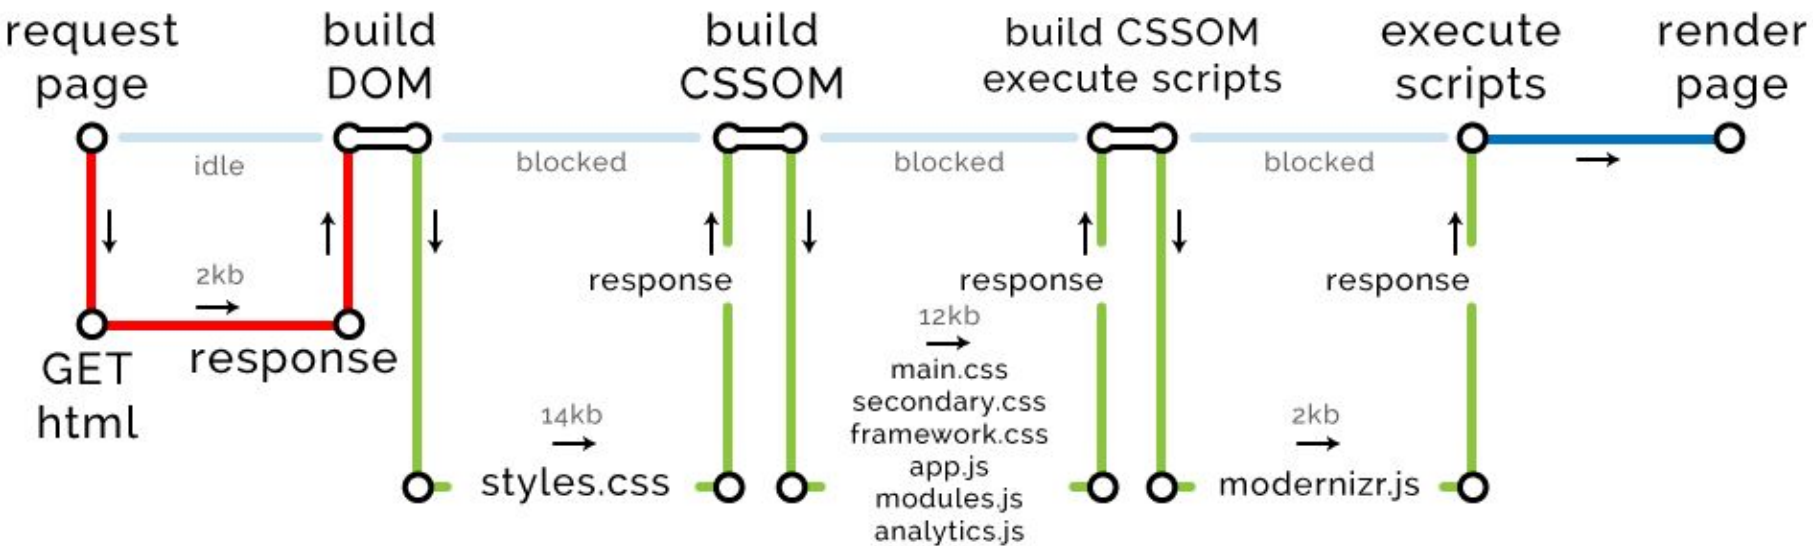 request
page
build
DOM
build
CSSOM
build CSSOM
execute scripts
execute
scripts
render
page
idle
blocked
blocked
blocked
2kb
response
GET
html
response
response
response
14kb
styles.css
12kb
main.css
secondary.css
framework.css
app.js
modules.js
analytics.js
2kb
modernizr.js